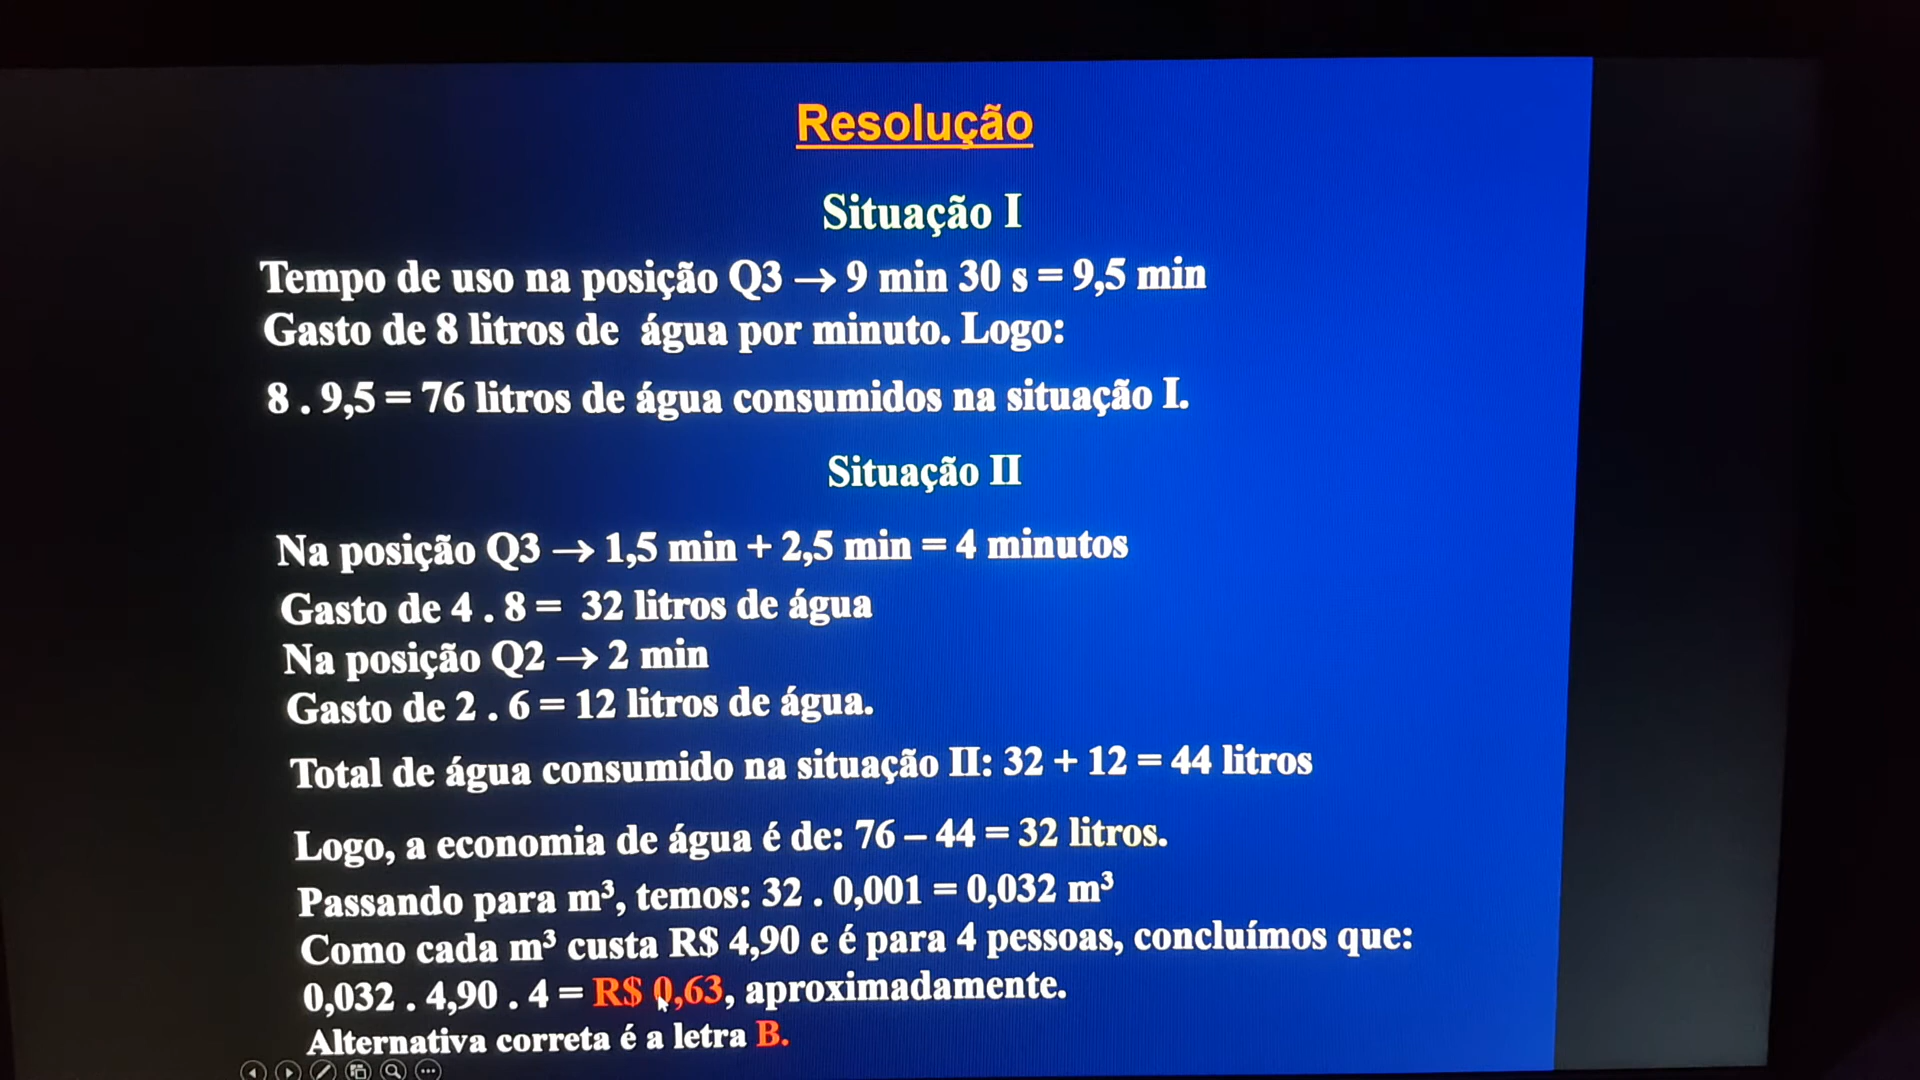 Resolução
Situação I
Tempo de uso na posição Q3 → 9 min 30 s = 9,5 min
Gasto de 8 litros de água por minuto. Logo:
8 . 9,5 = 76 litros de água consumidos na situação I.
Situação II
Na posição Q3 → 1,5 min + 2,5 min = 4 minutos
Gasto de 4 . 8 = 32 litros de água
Na posição Q2 → 2 min
Gasto de 2 . 6 = 12 litros de água.
Total de água consumido na situação II: 32 + 12 = 44 litros
Logo, a economia de água é de: 76 – 44 = 32 litros.
Passando para m³, temos: 32 . 0,001 = 0,032 m³
Como cada m³ custa R$ 4,90 e é para 4 pessoas, concluímos que:
0,032 . 4,90 . 4 = R$ 0,63, aproximadamente.
Alternativa correta é a letra B.